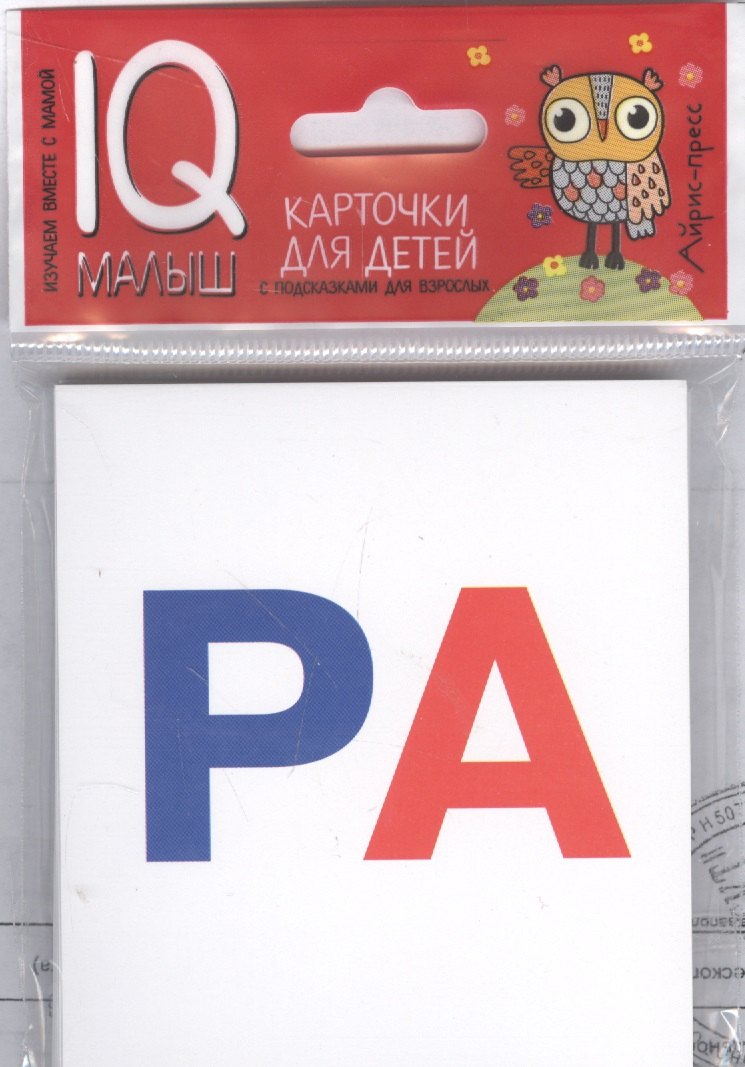 ИЗУЧАЕМ ВМЕСТЕ С МАМОЙ
IQ
МАЛЫШ
КАРТОЧКИ
ДЛЯ ДЕТЕЙ
С ПОДСКАЗКАМИ ДЛЯ ВЗРОСЛЫХ
Айрис-пресс
РА